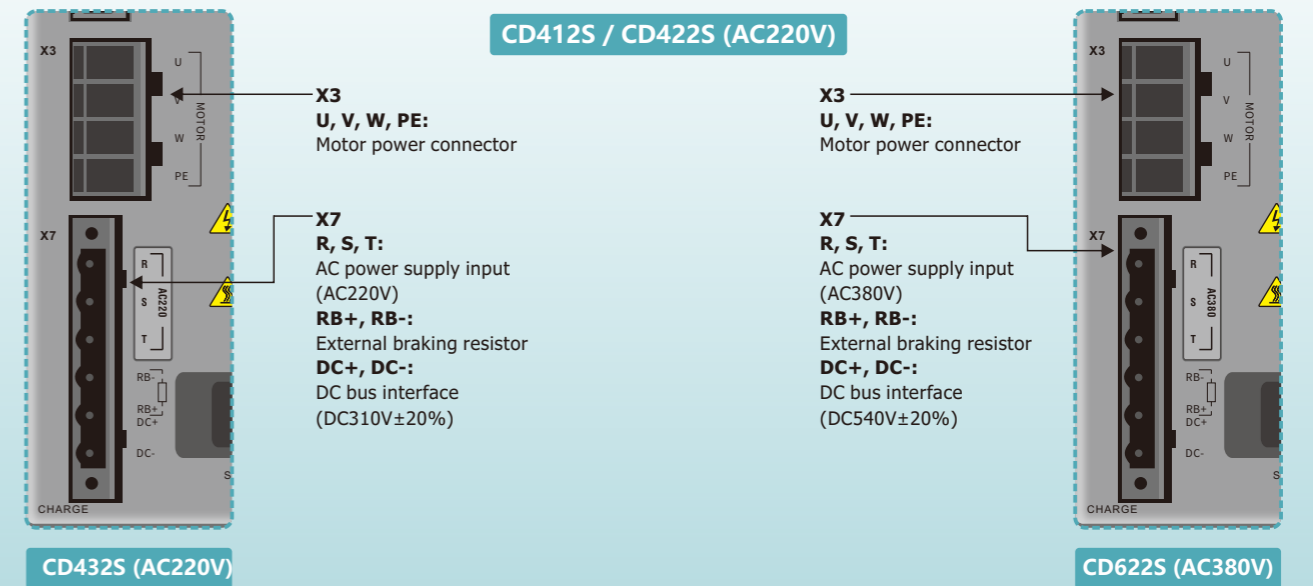 CD412S / CD422S (AC220V)
X3
U
V
W
PE
MOTOR
X3
U, V, W, PE:
Motor power connector
X7
R
S
T
AC220
RB-
RB+
DC+
DC-
S
CHARGE
X7
R, S, T:
AC power supply input
(AC220V)
RB+, RB-:
External braking resistor
DC+, DC-:
DC bus interface
(DC310V±20%)
CD432S (AC220V)
X3
U, V, W, PE:
Motor power connector
X7
R, S, T:
AC power supply input
(AC380V)
RB+, RB-:
External braking resistor
DC+, DC-:
DC bus interface
(DC540V±20%)
X3
U
V
W
PE
MOTOR
X7
R
S
T
AC380
RB-
RB+
DC+
DC-
S
CHARGE
CD622S (AC380V)